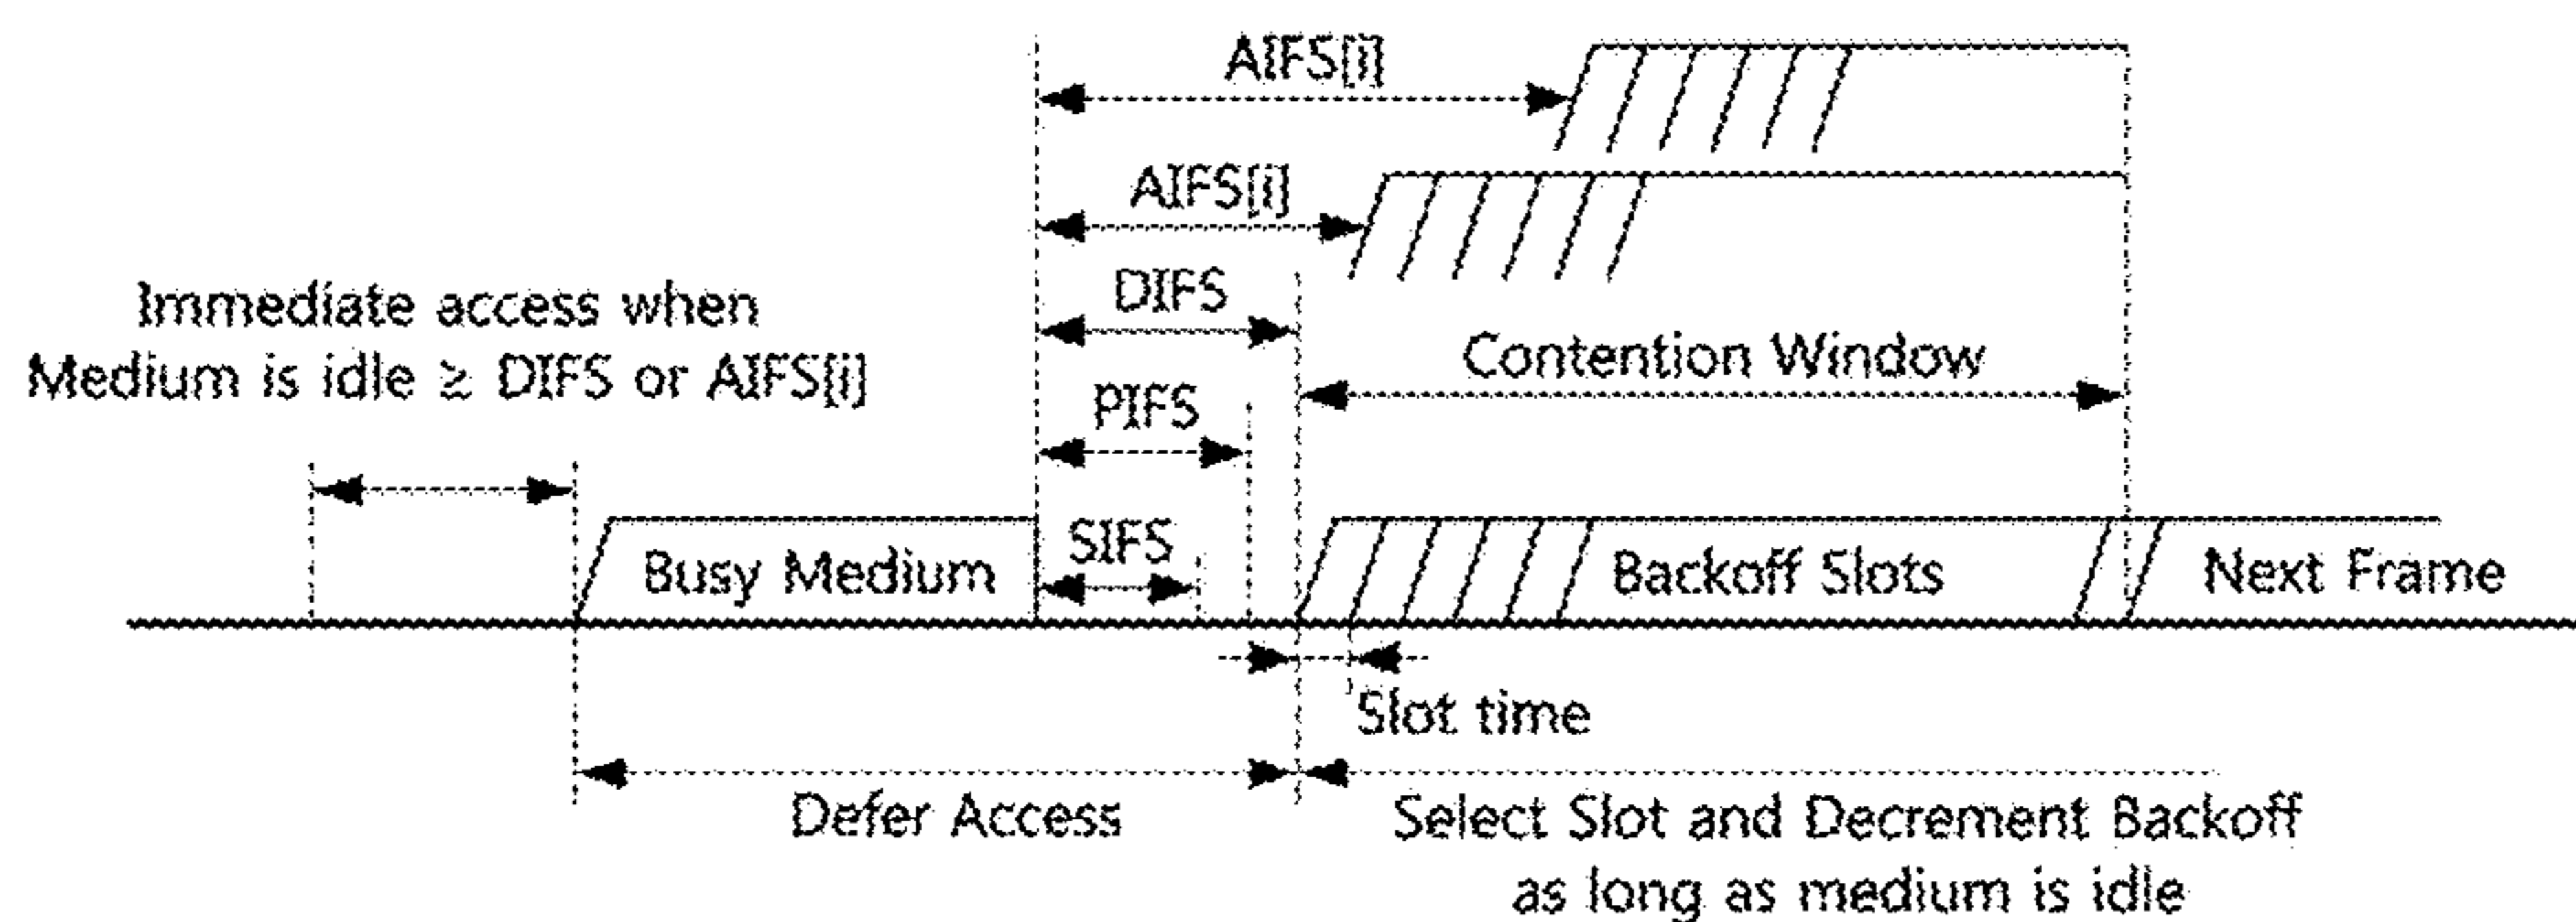 AIFS[i]
AIFS[i]
DIFS
Immediate access when
Medium is idle ≥ DIFS or AIFS[i]
Contention Window
PIFS
SIFS
Busy Medium
Backoff Slots
Next Frame
Slot time
Defer Access
Select Slot and Decrement Backoff
as long as medium is idle